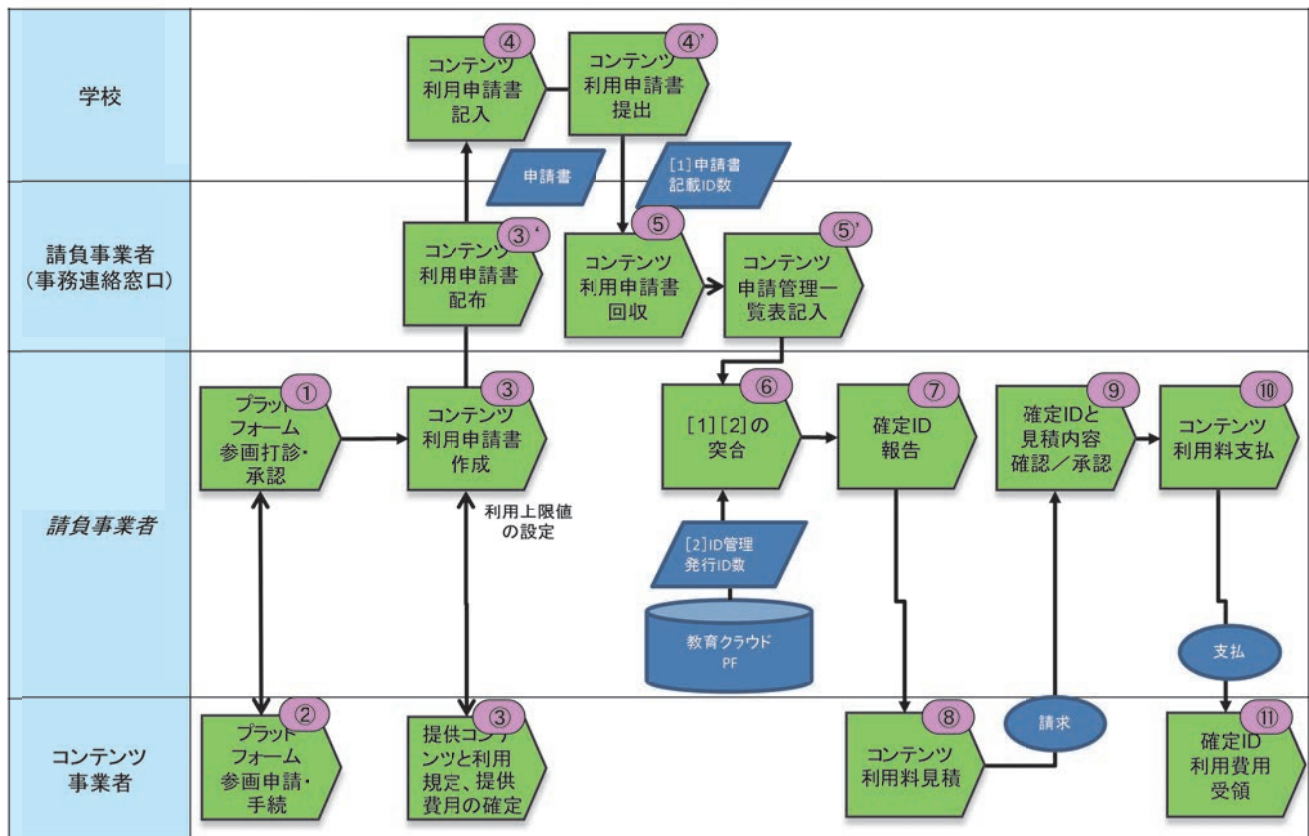 学校
④
コンテンツ
利用申請書
記入
④’
コンテンツ
利用申請書
提出
申請書
[1]申請書
記載ID数
請負事業者
(事務連絡窓口)
③‘
コンテンツ
利用申請書
配布
⑤
コンテンツ
利用申請書
回収
⑤’
コンテンツ
申請管理一
覧表記入
請負事業者
①
プラット
フォーム
参画打診・
承認
③
コンテンツ
利用申請書
作成
利用上限値
の設定
⑥
[1][2]の
突合
[2]ID管理
発行ID数
教育クラウド
PF
⑦
確定ID
報告
⑨
確定IDと
見積内容
確認／承認
⑩
コンテンツ
利用料支払
支払
コンテンツ
事業者
②
プラット
フォーム
参画申請・
手続
③
提供コンテ
ンツと利用
規定、提供
費用の確定
⑧
コンテンツ
利用料見積
請求
⑪
確定ID
利用費用
受領